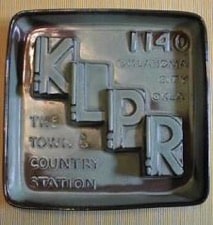 1140
OKLAHOMA
CITY
OKLA.
KLPR
THE
TOWN &
COUNTRY
STATION